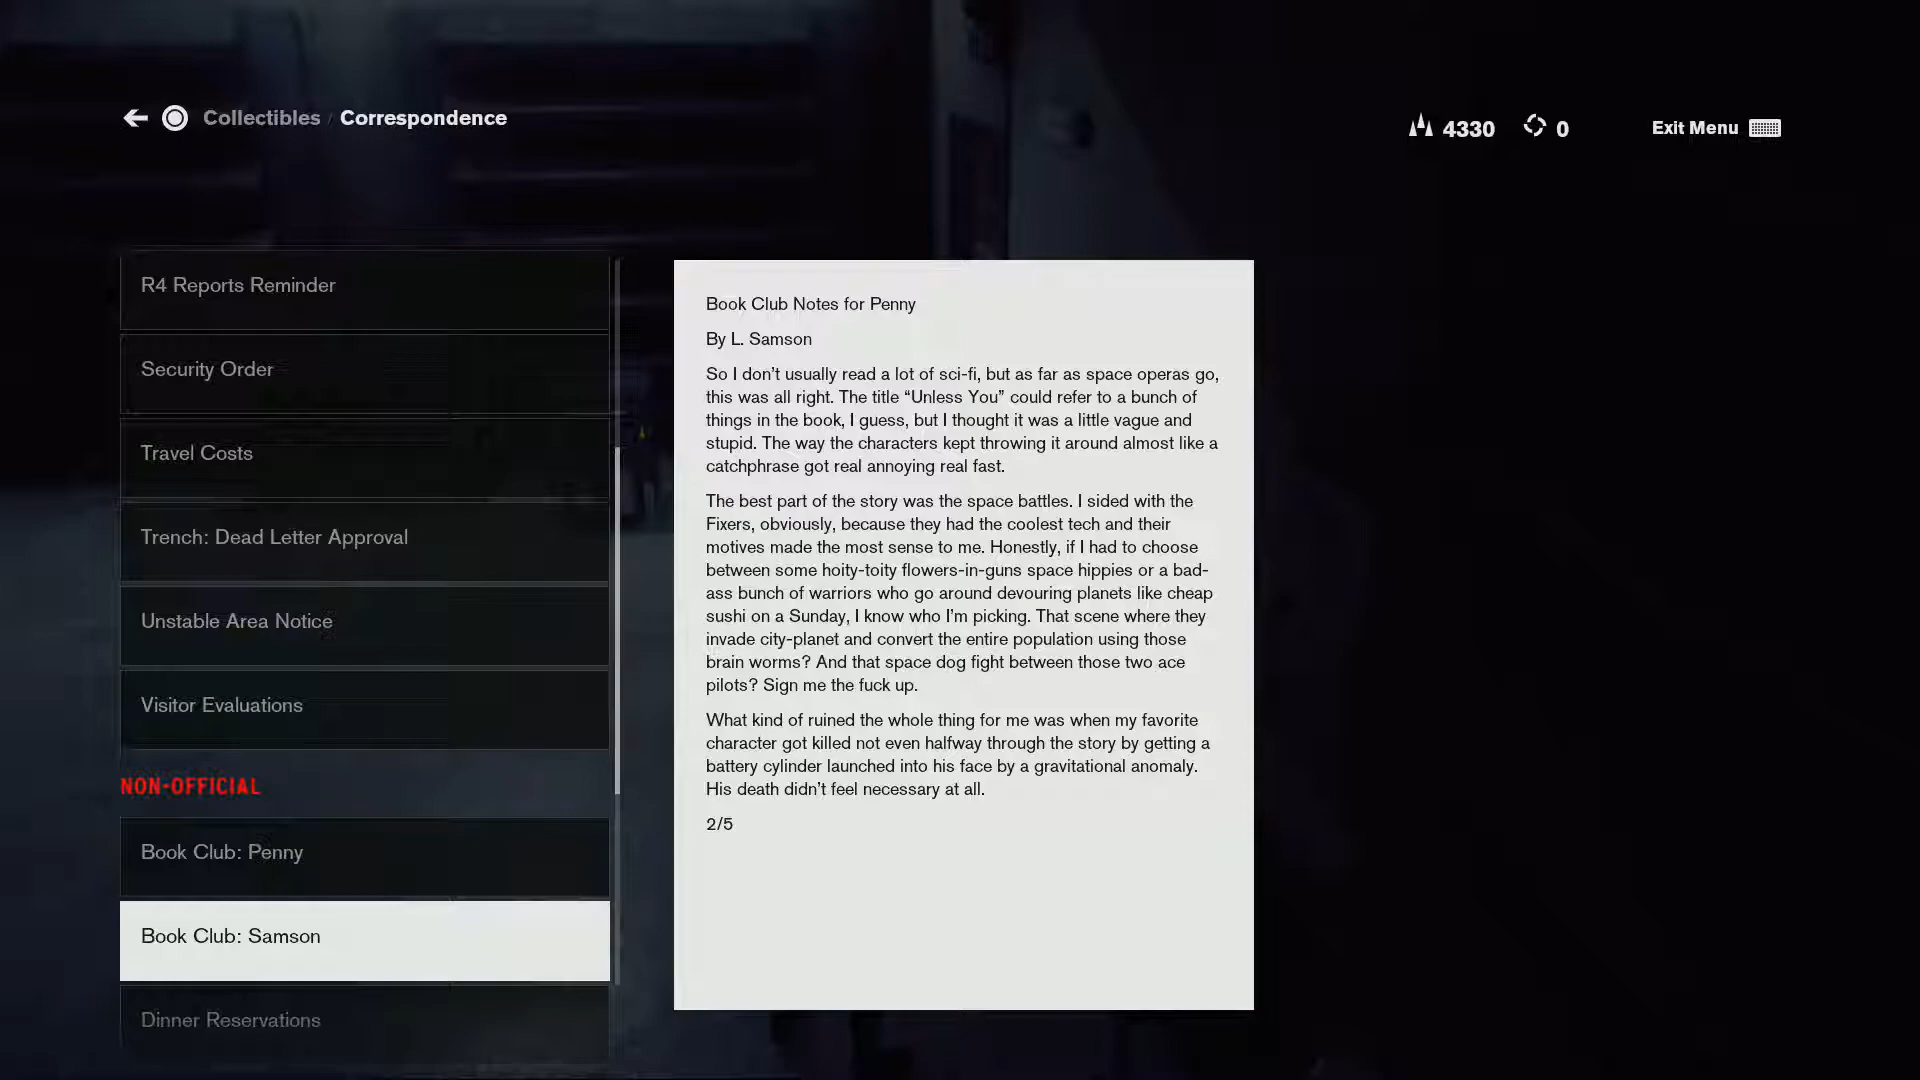 Collectibles / Correspondence
4330
0
Exit Menu
R4 Reports Reminder
Security Order
Travel Costs
Trench: Dead Letter Approval
Unstable Area Notice
Visitor Evaluations
NON-OFFICIAL
Book Club: Penny
Book Club: Samson
Dinner Reservations
Book Club Notes for Penny
By L. Samson
So I don't usually read a lot of sci-fi, but as far as space operas go,
this was all right. The title “Unless You” could refer to a bunch of
things in the book, I guess, but I thought it was a little vague and
stupid. The way the characters kept throwing it around almost like a
catchphrase got real annoying real fast.
The best part of the story was the space battles. I sided with the
Fixers, obviously, because they had the coolest tech and their
motives made the most sense to me. Honestly, if I had to choose
between some hoity-toity flowers-in-guns space hippies or a bad-
ass bunch of warriors who go around devouring planets like cheap
sushi on a Sunday, I know who I'm picking. That scene where they
invade city-planet and convert the entire population using those
brain worms? And that space dog fight between those two ace
pilots? Sign me the fuck up.
What kind of ruined the whole thing for me was when my favorite
character got killed not even halfway through the story by getting a
battery cylinder launched into his face by a gravitational anomaly.
His death didn't feel necessary at all.
2/5